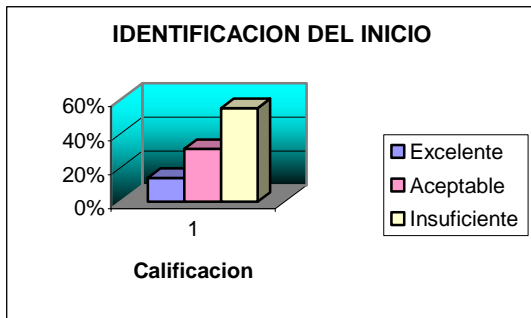 IDENTIFICACION DEL INICIO
60%
40%
20%
0%
1
Calificacion
Excelente
Aceptable
Insuficiente